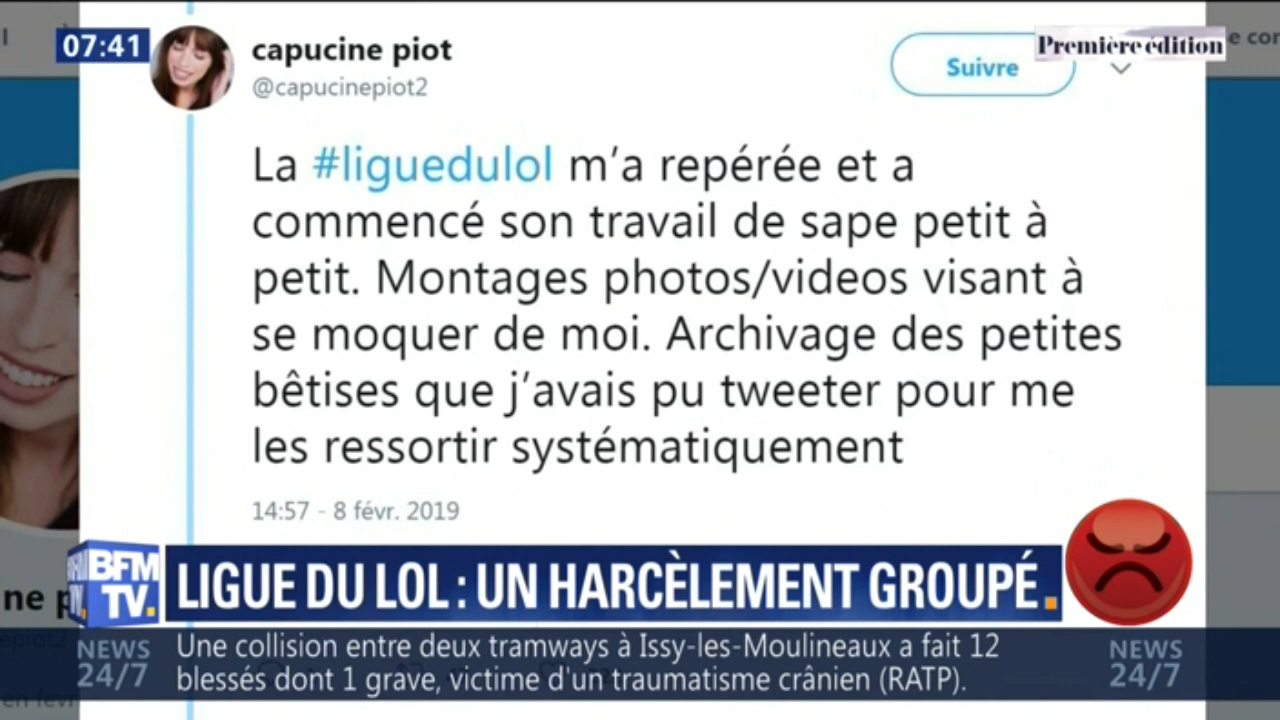 07:41
capucine piot
@capucinepiot2
Suivre
Première édition
La #liguedulol m'a repérée et a
commencé son travail de sape petit à
petit. Montages photos/videos visant à
se moquer de moi. Archivage des petites
bêtises que j'avais pu tweeter pour me
les ressortir systématiquement
14:57 - 8 févr. 2019
BFM
TV.
LIGUE DU LOL : UN HARCÈLEMENT GROUPÉ.
NEWS
24/7
Une collision entre deux tramways à Issy-les-Moulineaux a fait 12
blessés dont 1 grave, victime d'un traumatisme crânien (RATP).
NEWS
24/7